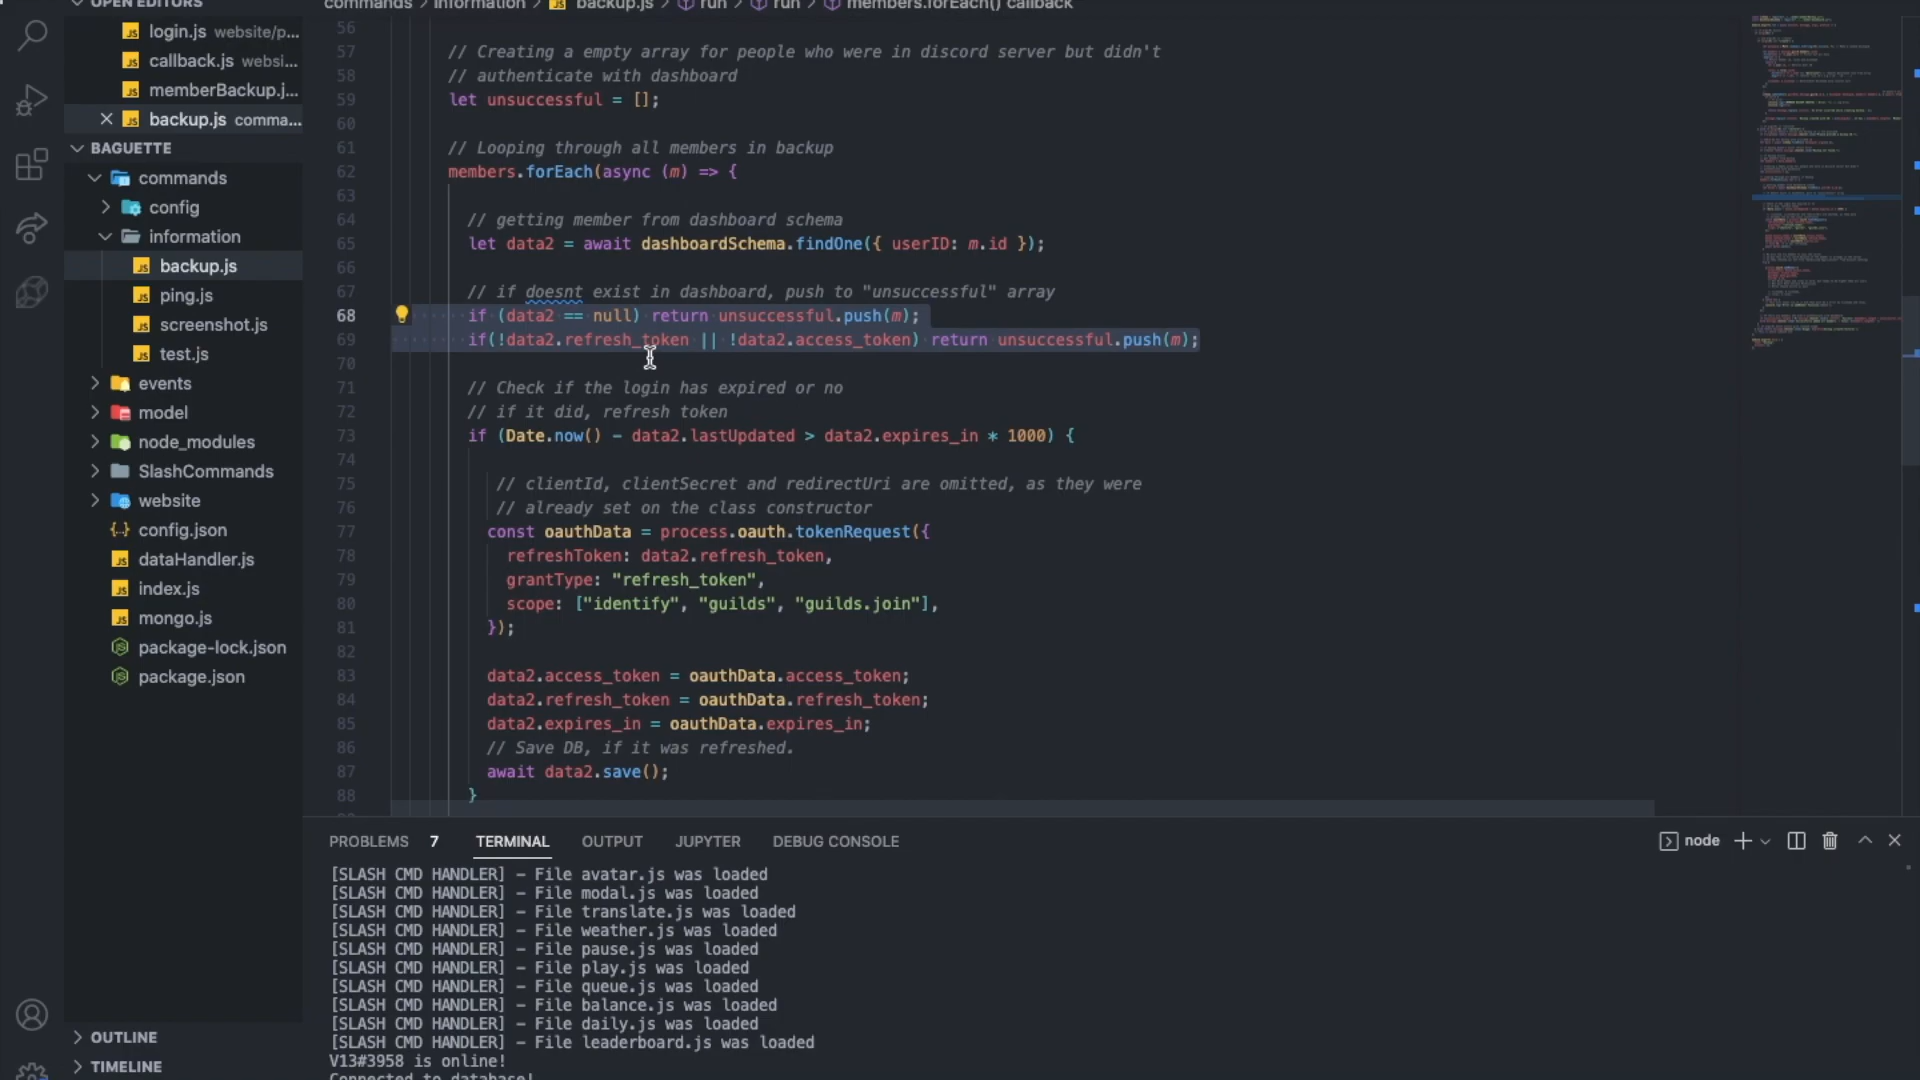 OPEN EDITORS
login.js website/p...
callback.js websi...
memberBackup.j...
backup.js comma...
BAGUETTE
commands
config
information
backup.js
ping.js
screenshot.js
test.js
events
model
node_modules
SlashCommands
website
config.json
dataHandler.js
index.js
mongo.js
package-lock.json
package.json
OUTLINE
TIMELINE
commands > information > backup.js > run > run > members.forEach() callback
56
57 // Creating a empty array for people who were in discord server but didn't
58 // authenticate with dashboard
59 let unsuccessful = [];
60
61 // Looping through all members in backup
62 members.forEach(async (m) => {
63
64 // getting member from dashboard schema
65 let data2 = await dashboardSchema.findOne({ userID: m.id });
66
67 // if doesnt exist in dashboard, push to "unsuccessful" array
68 if (data2 == null) return unsuccessful.push(m);
69 if(!data2.refresh_token || !data2.access_token) return unsuccessful.push(m);
70
71 // Check if the login has expired or no
72 // if it did, refresh token
73 if (Date.now() - data2.lastUpdated > data2.expires_in * 1000) {
74
75 // clientId, clientSecret and redirectUri are omitted, as they were
76 // already set on the class constructor
77 const oauthData = process.oauth.tokenRequest({
78 refreshToken: data2.refresh_token,
79 grantType: "refresh_token",
80 scope: ["identify", "guilds", "guilds.join"],
81 });
82
83 data2.access_token = oauthData.access_token;
84 data2.refresh_token = oauthData.refresh_token;
85 data2.expires_in = oauthData.expires_in;
86 // Save DB, if it was refreshed.
87 await data2.save();
88 }
PROBLEMS 7 TERMINAL OUTPUT JUPYTER DEBUG CONSOLE node
[SLASH CMD HANDLER] - File avatar.js was loaded
[SLASH CMD HANDLER] - File modal.js was loaded
[SLASH CMD HANDLER] - File translate.js was loaded
[SLASH CMD HANDLER] - File weather.js was loaded
[SLASH CMD HANDLER] - File pause.js was loaded
[SLASH CMD HANDLER] - File play.js was loaded
[SLASH CMD HANDLER] - File queue.js was loaded
[SLASH CMD HANDLER] - File balance.js was loaded
[SLASH CMD HANDLER] - File daily.js was loaded
[SLASH CMD HANDLER] - File leaderboard.js was loaded
V13#3958 is online!
Connected to database!